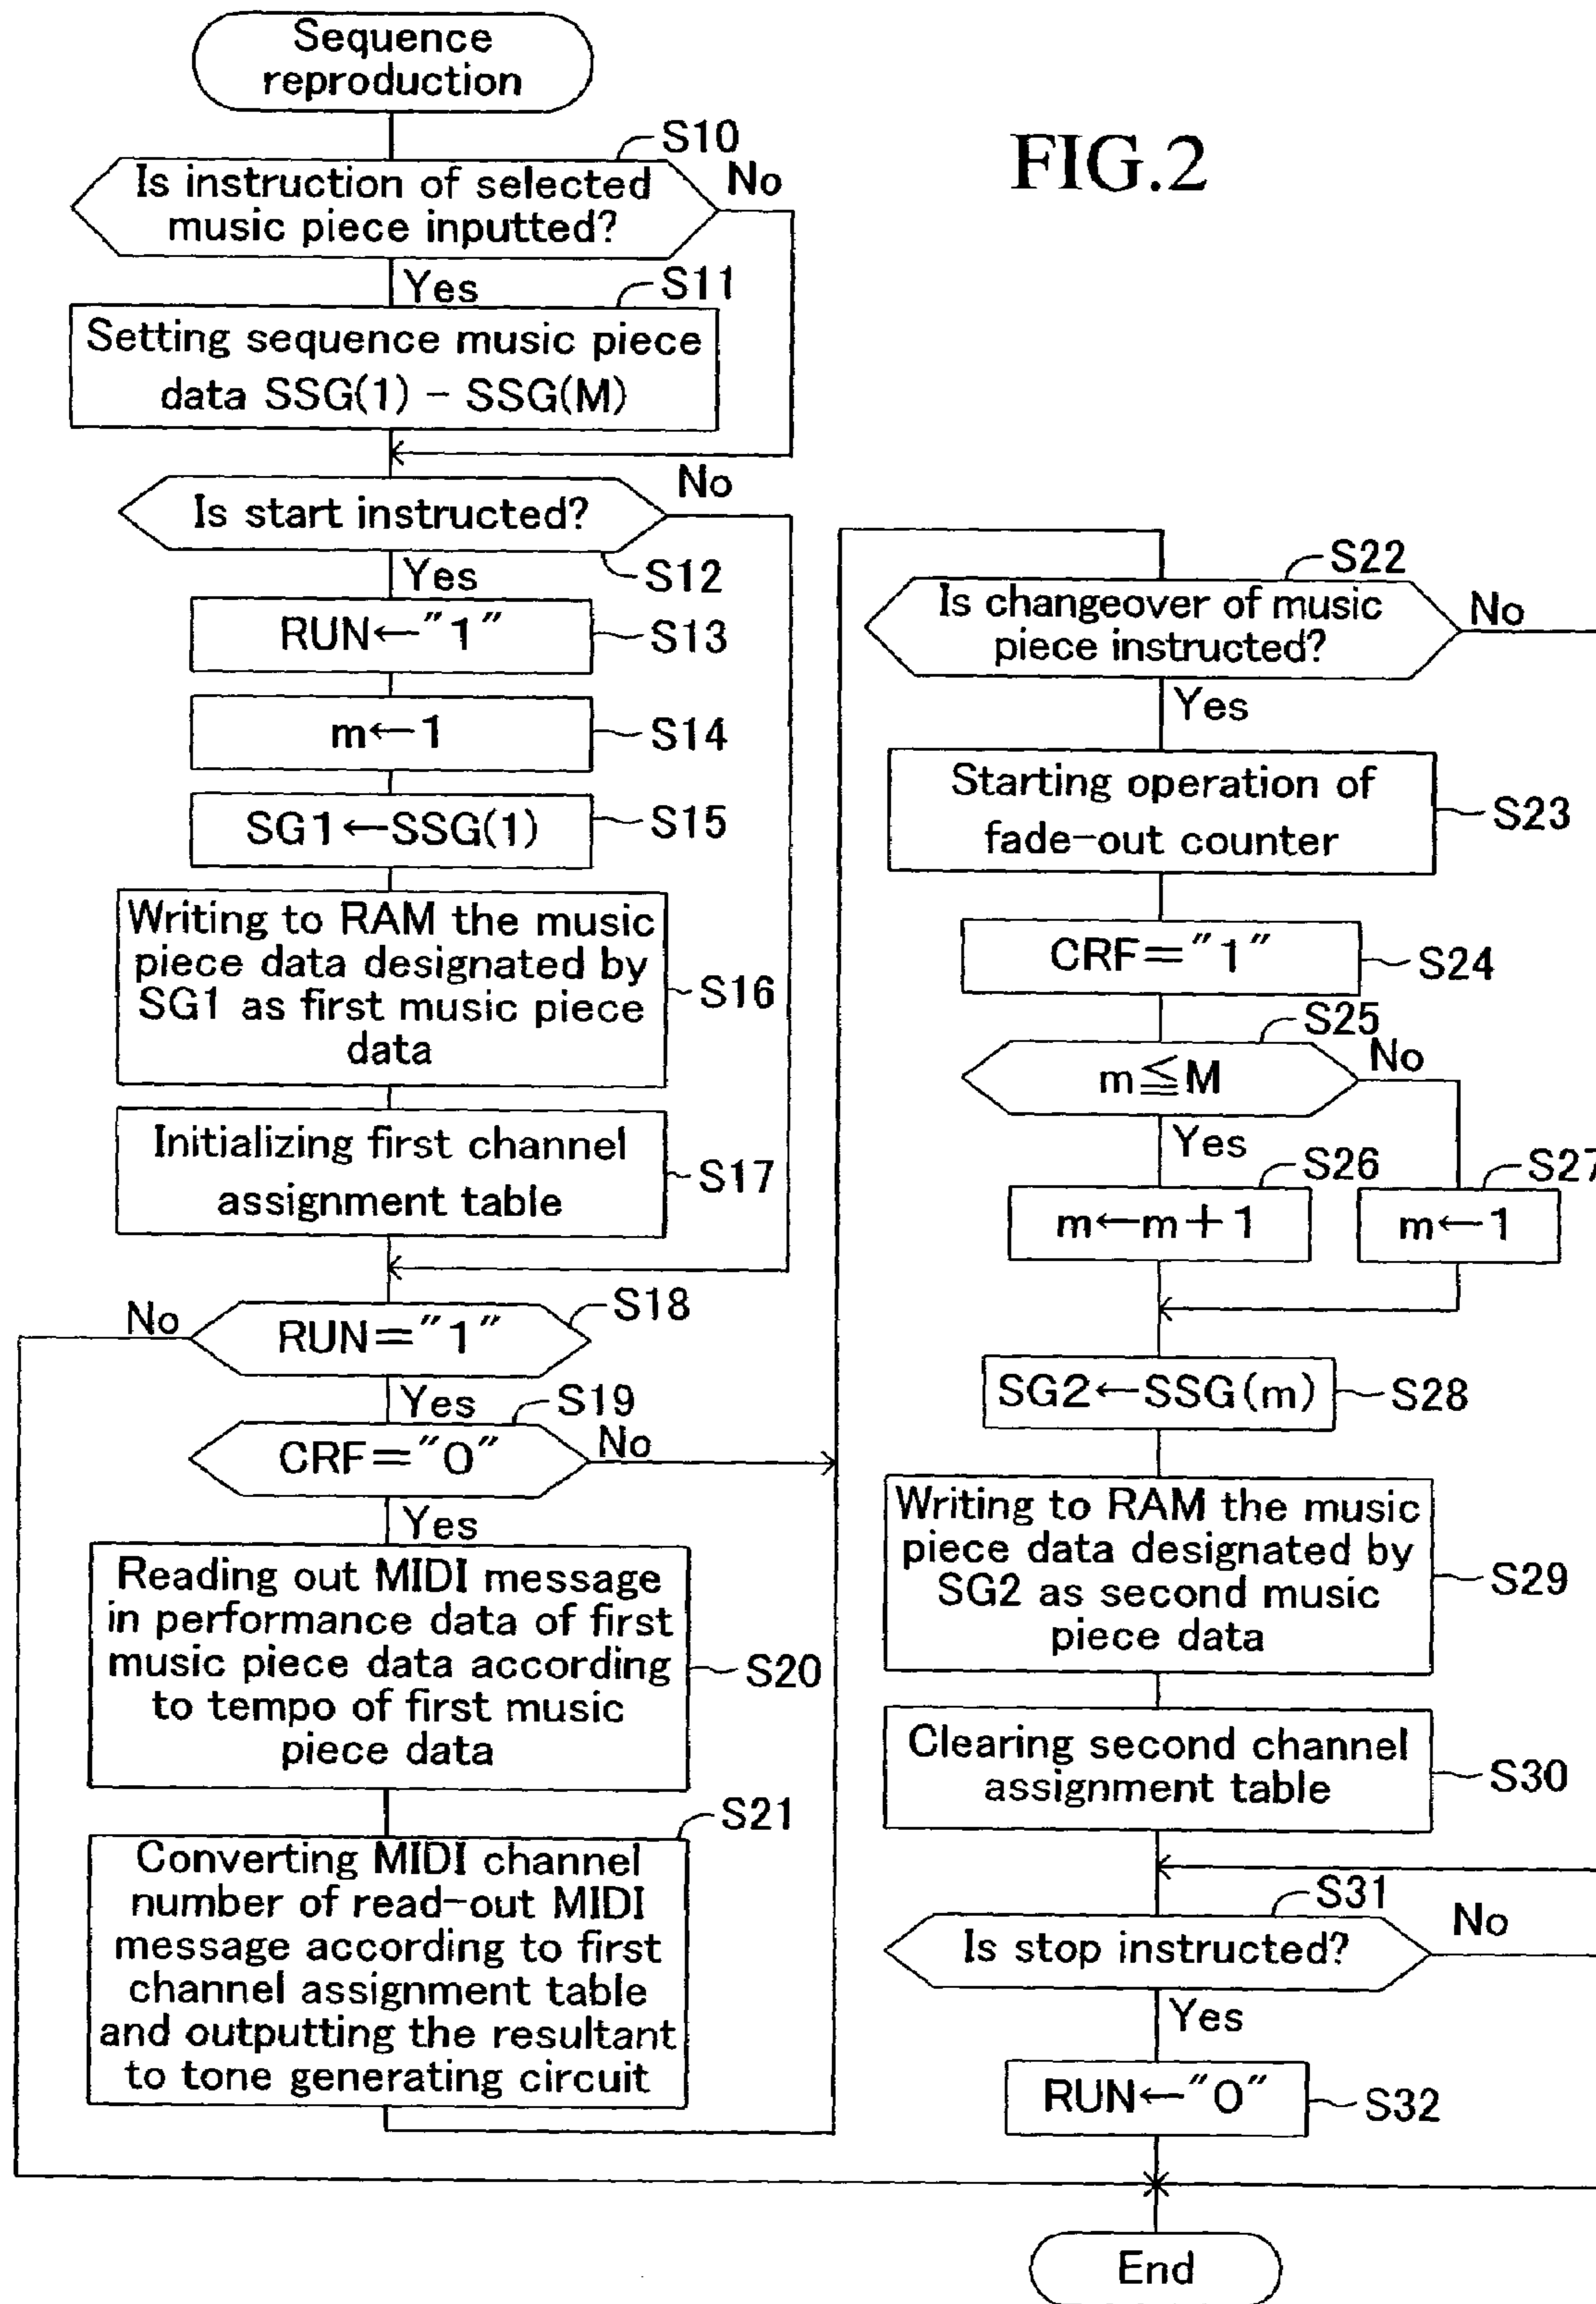 Sequence
reproduction
FIG.2
S10
Is instruction of selected
music piece inputted?
No
Yes
S11
Setting sequence music piece
data SSG(1) - SSG(M)
No
Is start instructed?
S12
Yes
RUN←"1"
S13
m←1
S14
SG1←SSG(1)
S15
Writing to RAM the music
piece data designated by
SG1 as first music piece
data
S16
Initializing first channel
assignment table
S17
No
RUN="1"
S18
Yes
S19
CRF="0"
No
Yes
Reading out MIDI message
in performance data of first
music piece data according
to tempo of first music
piece data
S20
S21
Converting MIDI channel
number of read-out MIDI
message according to first
channel assignment table
and outputting the resultant
to tone generating circuit
S22
Is changeover of music
piece instructed?
No
Yes
Starting operation of
fade-out counter
S23
CRF="1"
S24
S25
m≦M
No
Yes
S26
m←m+1
S27
m←1
SG2←SSG(m)
S28
Writing to RAM the music
piece data designated by
SG2 as second music
piece data
S29
Clearing second channel
assignment table
S30
S31
Is stop instructed?
No
Yes
RUN←"0"
S32
End